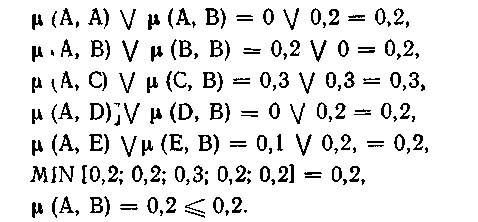 μ (A, A) ⋁ μ (A, B) = 0 ⋁ 0,2 = 0,2,
μ (A, B) ⋁ μ (B, B) = 0,2 ⋁ 0 = 0,2,
μ (A, C) ⋁ μ (C, B) = 0,3 ⋁ 0,3 = 0,3,
μ (A, D) ⋁ μ (D, B) = 0 ⋁ 0,2 = 0,2,
μ (A, E) ⋁ μ (E, B) = 0,1 ⋁ 0,2, = 0,2,
MIN [0,2; 0,2; 0,3; 0,2; 0,2] = 0,2,
μ (A, B) = 0,2 ⩽ 0,2.